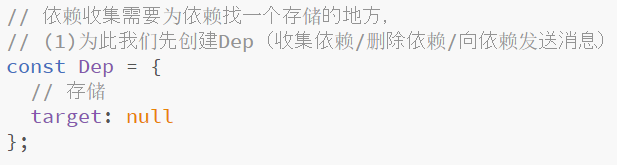 // 依赖收集需要为依赖找一个存储的地方，
// (1)为此我们先创建Dep（收集依赖/删除依赖/向依赖发送消息）
const Dep = {
  // 存储
  target: null
};